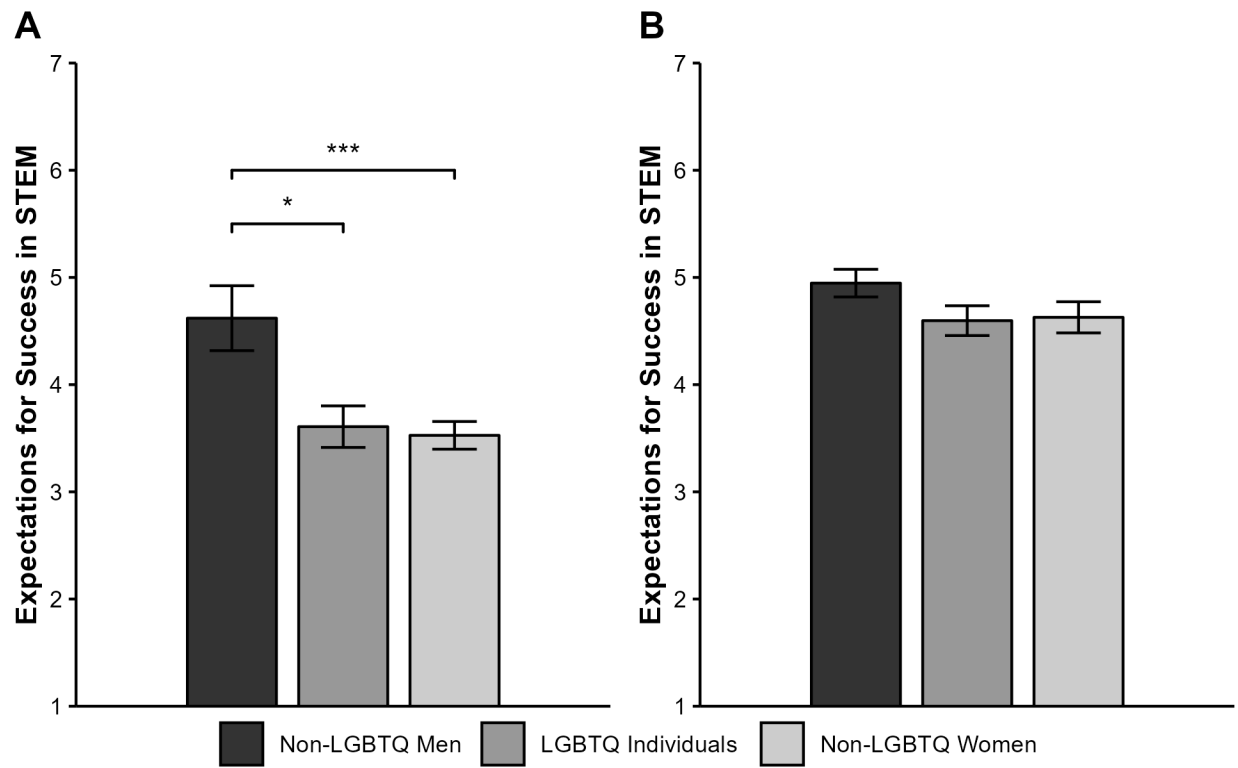 A
Expectations for Success in STEM
7
6
5
4
3
2
1
***
*
B
Expectations for Success in STEM
7
6
5
4
3
2
1
Non-LGBTQ Men
LGBTQ Individuals
Non-LGBTQ Women